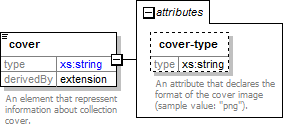 attributes
cover
type xs:string
derivedBy extension
An element that represent
information about collection
cover.
cover-type
type xs:string
An attribute that declares the
format of the cover image
(sample value: "png").